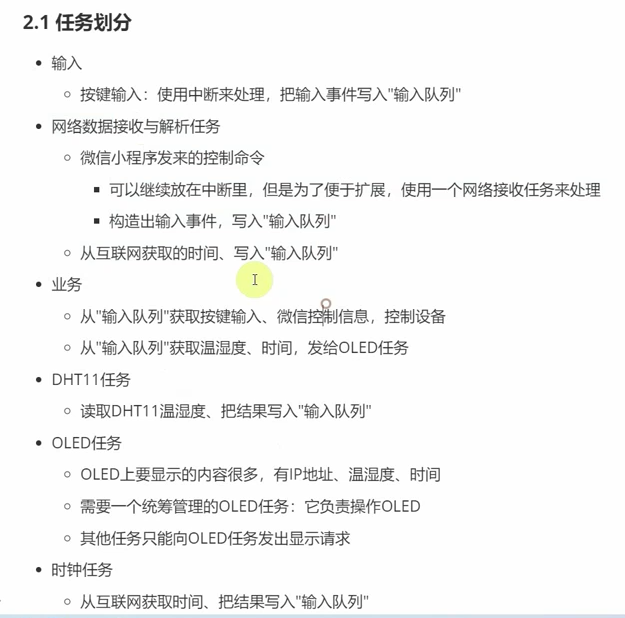 2.1 任务划分
• 输入
○ 按键输入：使用中断来处理，把输入事件写入"输入队列"
• 网络数据接收与解析任务
○ 微信小程序发来的控制命令
▪ 可以继续放在中断里，但是为了便于扩展，使用一个网络接收任务来处理
▪ 构造出输入事件，写入"输入队列"
○ 从互联网获取的时间、写入"输入队列"
• 业务
○ 从"输入队列"获取按键输入、微信控制信息，控制设备
○ 从"输入队列"获取温湿度、时间，发给OLED任务
• DHT11任务
○ 读取DHT11温湿度、把结果写入"输入队列"
• OLED任务
○ OLED上要显示的内容很多，有IP地址、温湿度、时间
○ 需要一个统筹管理的OLED任务：它负责操作OLED
○ 其他任务只能向OLED任务发出显示请求
• 时钟任务
○ 从互联网获取时间、把结果写入"输入队列"